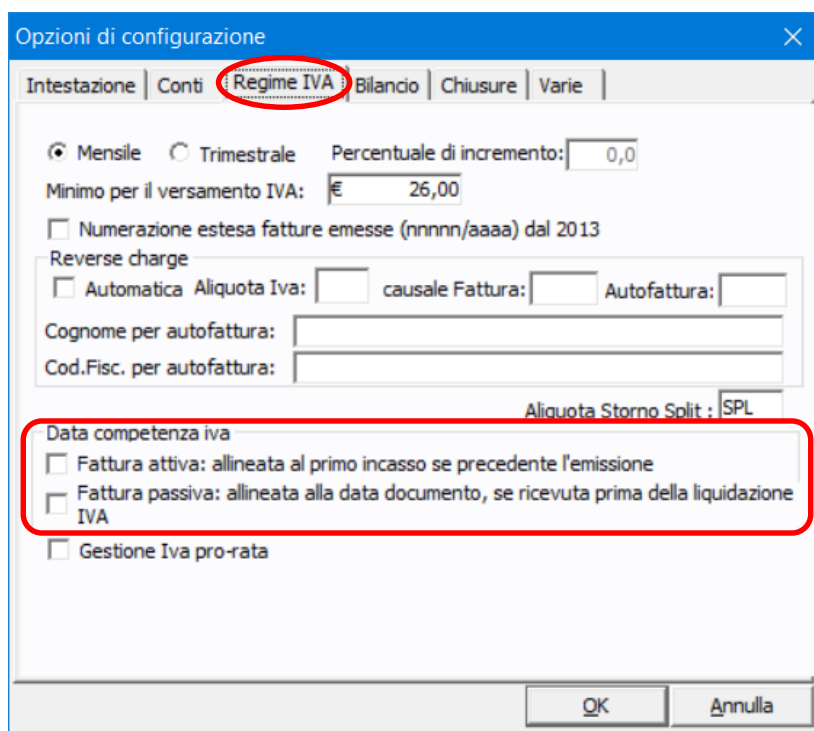 Opzioni di configurazione
Intestazione Conti Regime IVA Bilancio Chiusure Varie
Mensile Trimestrale Percentuale di incremento: 0,0
Minimo per il versamento IVA: € 26,00
Numerazione estesa fatture emesse (nnnnn/aaaa) dal 2013
Reverse charge
Automatica Aliquota Iva: causale Fattura: Autofattura:
Cognome per autofattura:
Cod.Fisc. per autofattura:
Aliquota Storno Split : SPL
Data competenza iva
Fattura attiva: allineata al primo incasso se precedente l'emissione
Fattura passiva: allineata alla data documento, se ricevuta prima della liquidazione
IVA
Gestione Iva pro-rata
OK Annulla